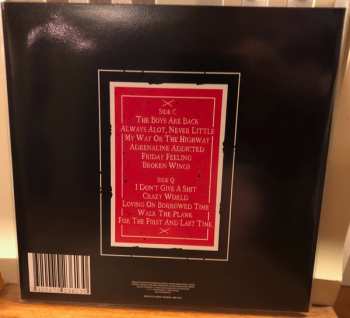 SIDE C
THE BOYS ARE BACK
ALWAYS ALOT, NEVER LITTLE
MY WAY OR THE HIGHWAY
ADRENALINE ADDICTED
FRIDAY FEELING
BROKEN WINGS
SIDE Q
I DON'T GIVE A SHIT
CRAZY WORLD
LOVING ON BORROWED TIME
WALK THE PLANK
FOR THE FIRST AND LAST TIME